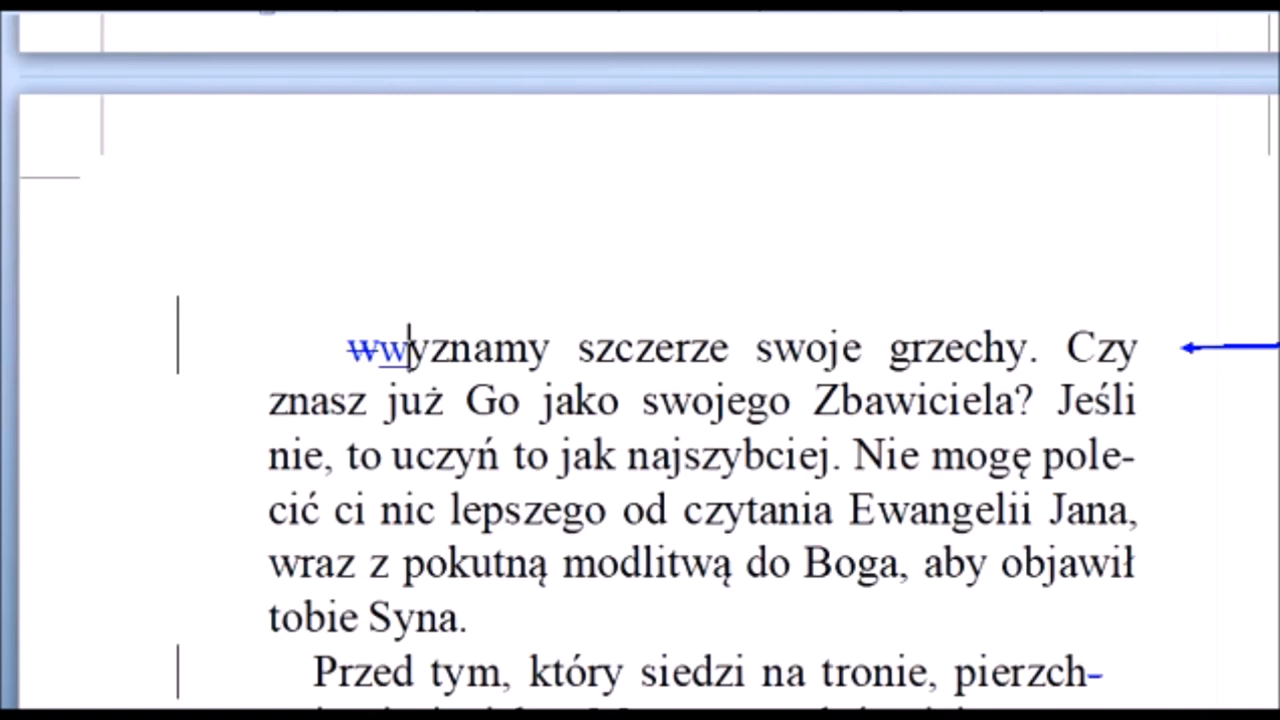 wwyznamy szczerze swoje grzechy. Czy
znasz już Go jako swojego Zbawiciela? Jeśli
nie, to uczyń to jak najszybciej. Nie mogę pole-
cić ci nic lepszego od czytania Ewangelii Jana,
wraz z pokutną modlitwą do Boga, aby objawił
tobie Syna.
Przed tym, który siedzi na tronie, pierzch-